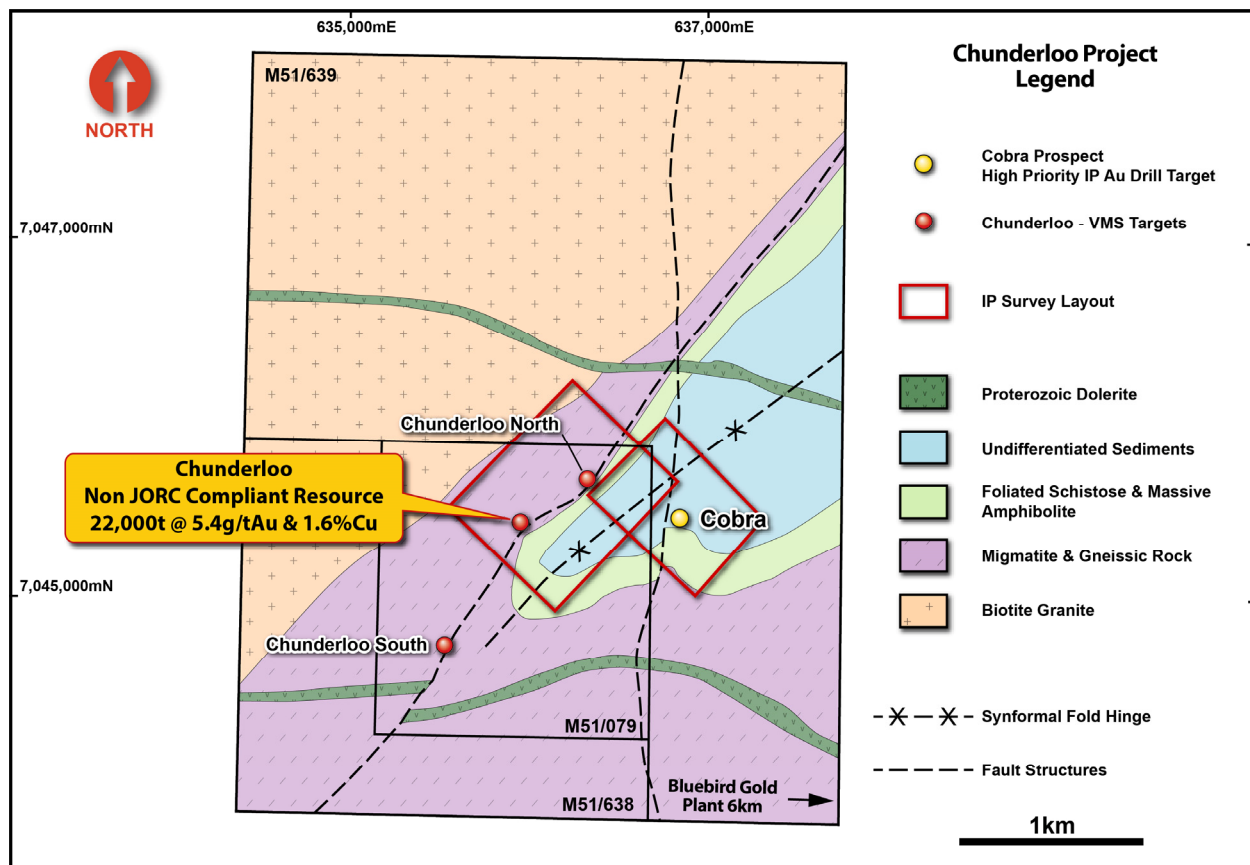 635,000mE
637,000mE
NORTH
M51/639
7,047,000mN
7,045,000mN
Chunderloo North
Chunderloo
Non JORC Compliant Resource
22,000t @ 5.4g/tAu & 1.6%Cu
Cobra
Chunderloo South
M51/079
M51/638
Bluebird Gold
Plant 6km
Chunderloo Project
Legend
Cobra Prospect
High Priority IP Au Drill Target
Chunderloo - VMS Targets
IP Survey Layout
Proterozoic Dolerite
Undifferentiated Sediments
Foliated Schistose & Massive
Amphibolite
Migmatite & Gneissic Rock
Biotite Granite
Synformal Fold Hinge
Fault Structures
1km